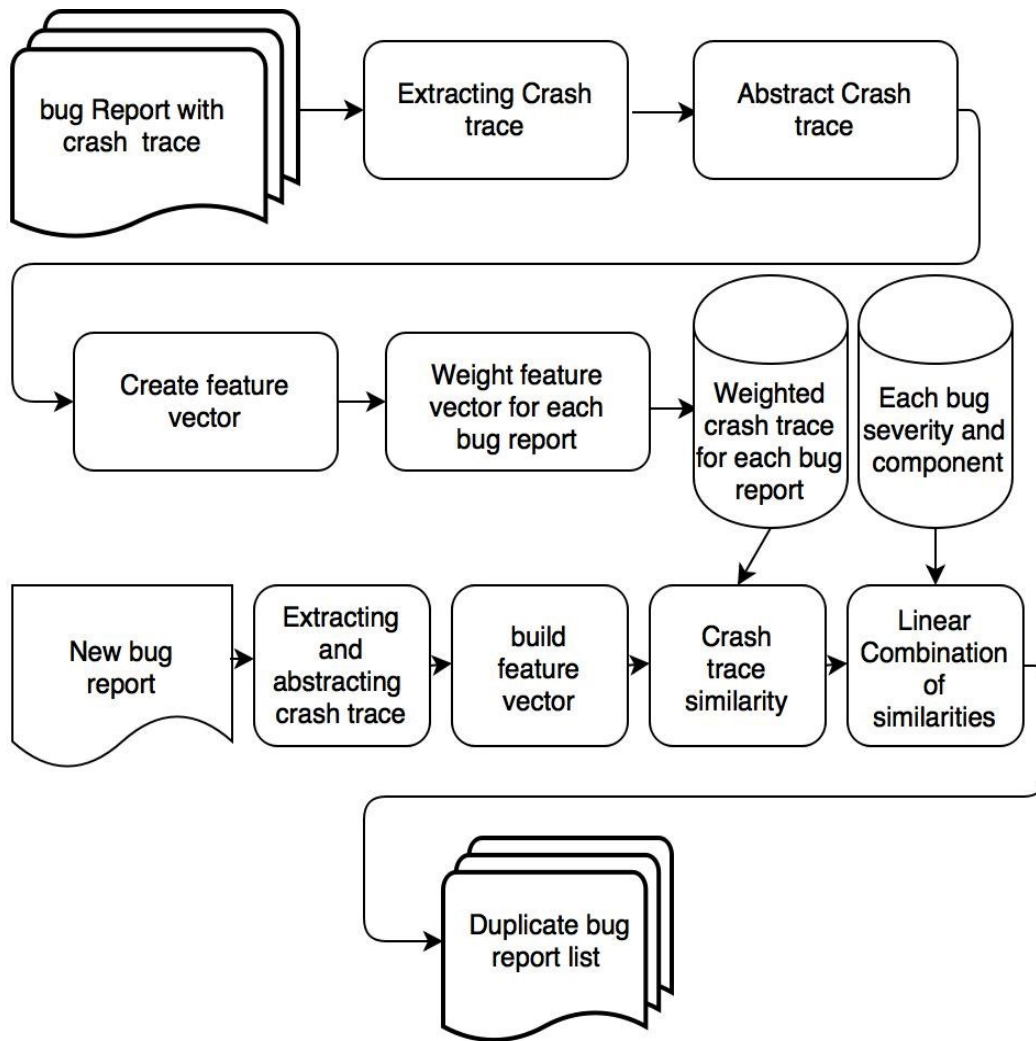 bug Report with
crash trace
Extracting Crash
trace
Abstract Crash
trace
Create feature
vector
Weight feature
vector for each
bug report
Weighted
crash trace
for each bug
report
Each bug
severity and
component
New bug
report
Extracting
and
abstracting
crash trace
build
feature
vector
Crash
trace
similarity
Linear
Combination
of
similarities
Duplicate bug
report list